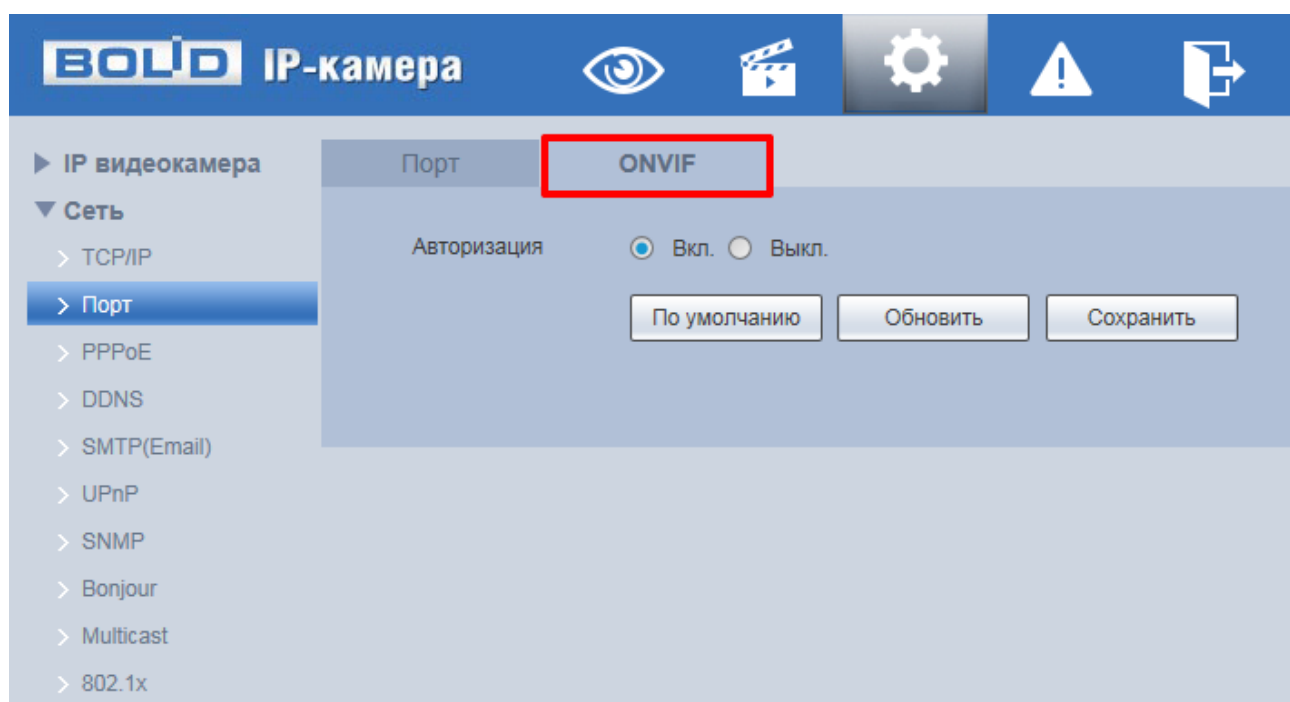 BOLID IP-камера
IP видеокамера
Сеть
TCP/IP
Порт
PPPoE
DDNS
SMTP(Email)
UPnP
SNMP
Bonjour
Multicast
802.1x
Порт ONVIF
Авторизация Вкл. Выкл.
По умолчанию Обновить Сохранить